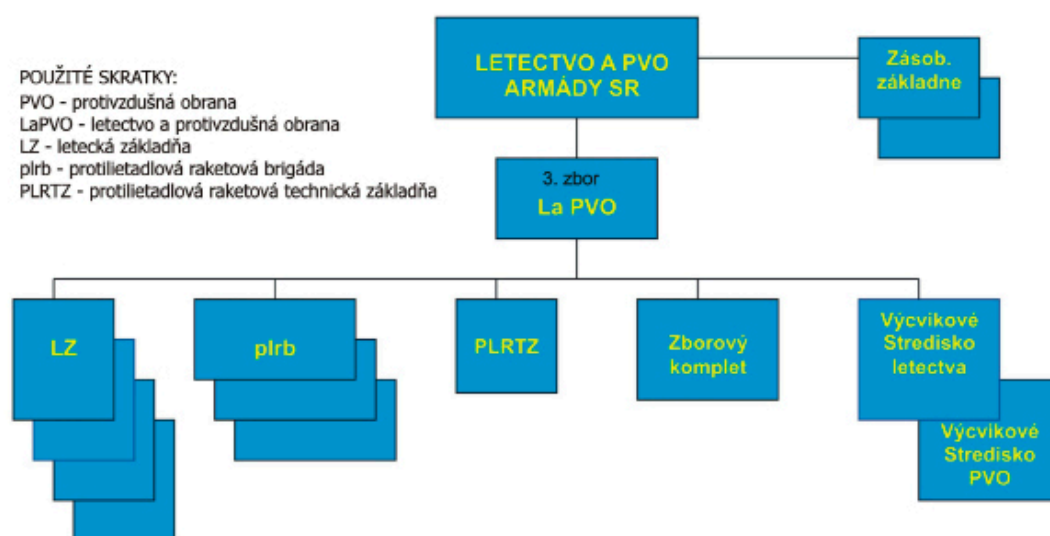 POUŽITÉ SKRATKY:
PVO - protivzdušná obrana
LaPVO - letectvo a protivzdušná obrana
LZ - letecká základňa
plrb - protilietadlová raketová brigáda
PLRTZ - protilietadlová raketová technická základňa
LETECTVO A PVO
ARMÁDY SR
Zásob.
základne
3. zbor
La PVO
LZ
plrb
PLRTZ
Zborový
komplet
Výcvikové
Stredisko
letectva
Výcvikové
Stredisko
PVO